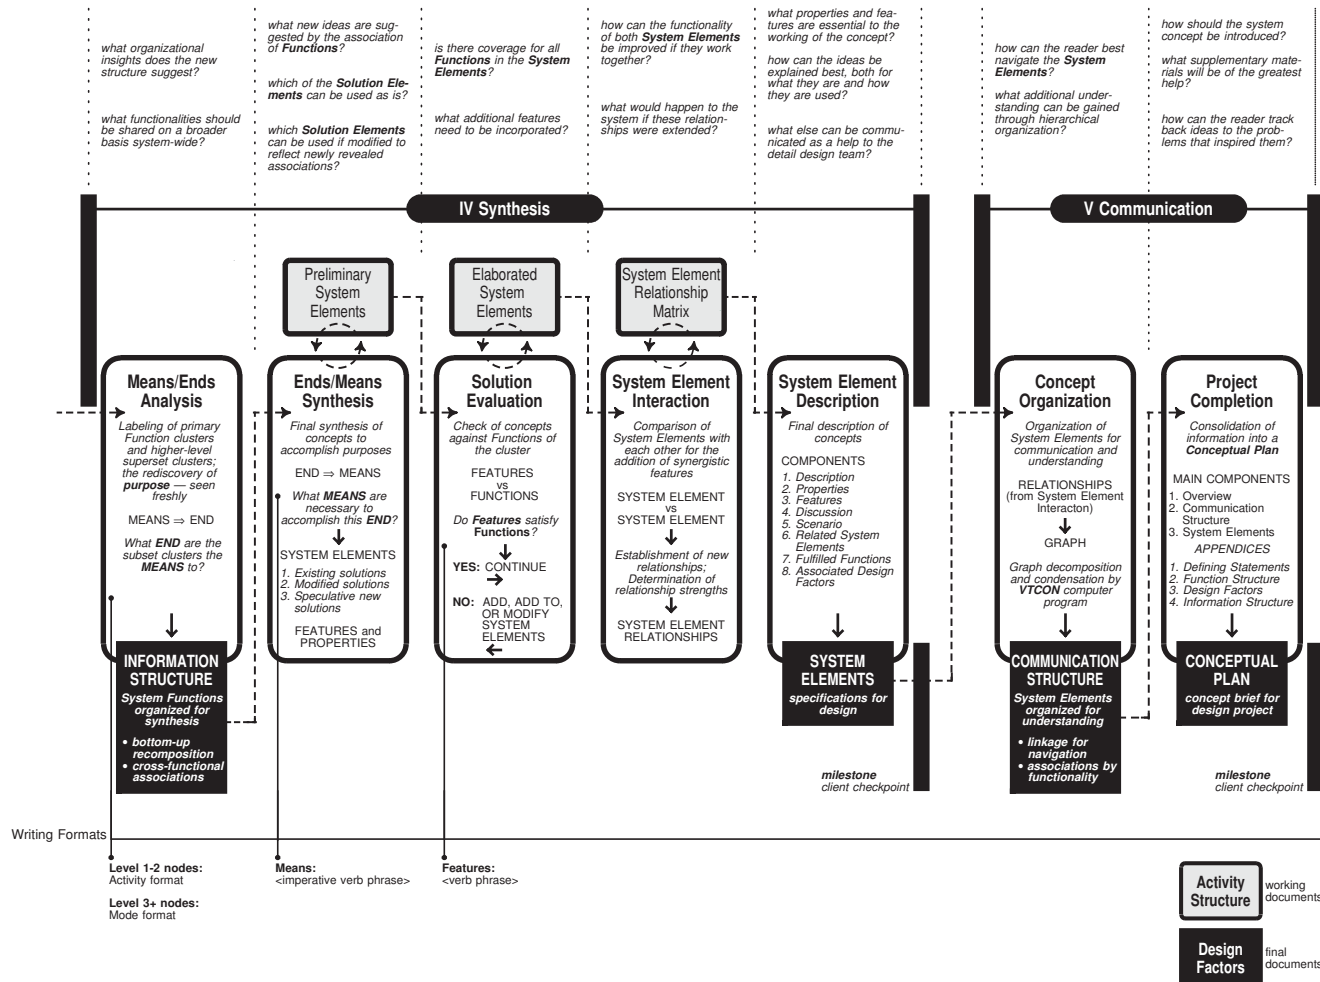 what organizational
insights does the new
structure suggest?
what functionalities should
be shared on a broader
basis system-wide?
what new ideas are sug-
gested by the association
of Functions?
which of the Solution Ele-
ments can be used as is?
which Solution Elements
can be used if modified to
reflect newly revealed
associations?
is there coverage for all
Functions in the System
Elements?
what additional features
need to be incorporated?
how can the functionality
of both System Elements
be improved if they work
together?
what would happen to the
system if these relation-
ships were extended?
what properties and fea-
tures are essential to the
working of the concept?
how can the ideas be
explained best, both for
what they are and how
they are used?
what else can be commu-
nicated as a help to the
detail design team?
how can the reader best
navigate the System
Elements?
what additional under-
standing can be gained
through hierarchical
organization?
how should the system
concept be introduced?
what supplementary mate-
rials will be of the greatest
help?
how can the reader track
back ideas to the prob-
lems that inspired them?
IV Synthesis
V Communication
Preliminary
System
Elements
Elaborated
System
Elements
System Element
Relationship
Matrix
Means/Ends
Analysis
Labeling of primary
Function clusters
and higher-level
superset clusters;
the rediscovery of
purpose — seen
freshly
MEANS ⇒ END
What END are the
subset clusters the
MEANS to?
INFORMATION
STRUCTURE
System Functions
organized for
synthesis
• bottom-up
recomposition
• cross-functional
associations
Ends/Means
Synthesis
Final synthesis of
concepts to
accomplish purposes
END ⇒ MEANS
What MEANS are
necessary to
accomplish this END?
SYSTEM ELEMENTS
1. Existing solutions
2. Modified solutions
3. Speculative new
solutions
FEATURES and
PROPERTIES
Solution
Evaluation
Check of concepts
against Functions of
the cluster
FEATURES
vs
FUNCTIONS
Do Features satisfy
Functions?
YES: CONTINUE
NO: ADD, ADD TO,
OR MODIFY
SYSTEM
ELEMENTS
System Element
Interaction
Comparison of
System Elements with
each other for the
addition of synergistic
features
SYSTEM ELEMENT
vs
SYSTEM ELEMENT
Establishment of new
relationships;
Determination of
relationship strengths
SYSTEM ELEMENT
RELATIONSHIPS
System Element
Description
Final description of
concepts
COMPONENTS
1. Description
2. Properties
3. Features
4. Discussion
5. Scenario
6. Related System
Elements
7. Fulfilled Functions
8. Associated Design
Factors
SYSTEM
ELEMENTS
specifications for
design
milestone
client checkpoint
Concept
Organization
Organization of
System Elements for
communication and
understanding
RELATIONSHIPS
(from System Element
Interacton)
GRAPH
Graph decomposition
and condensation by
VTCON computer
program
COMMUNICATION
STRUCTURE
System Elements
organized for
understanding
• linkage for
navigation
• associations by
functionality
Project
Completion
Consolidation of
information into a
Conceptual Plan
MAIN COMPONENTS
1. Overview
2. Communication
Structure
3. System Elements
APPENDICES
1. Defining Statements
2. Function Structure
3. Design Factors
4. Information Structure
CONCEPTUAL
PLAN
concept brief for
design project
milestone
client checkpoint
Writing Formats
Level 1-2 nodes:
Activity format
Level 3+ nodes:
Mode format
Means:
<imperative verb phrase>
Features:
<verb phrase>
Activity
Structure
working
documents
Design
Factors
final
documents